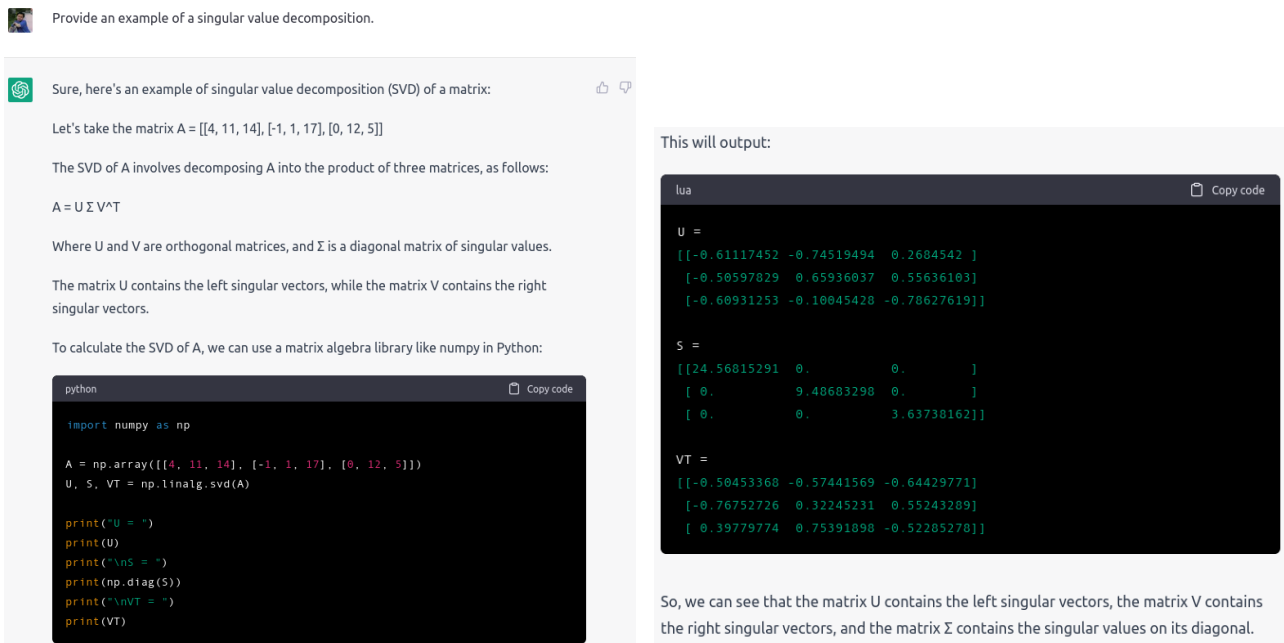 Provide an example of a singular value decomposition.
Sure, here's an example of singular value decomposition (SVD) of a matrix:
Let's take the matrix A = [[4, 11, 14], [-1, 1, 17], [0, 12, 5]]
The SVD of A involves decomposing A into the product of three matrices, as follows:
A = U Σ V^T
Where U and V are orthogonal matrices, and Σ is a diagonal matrix of singular values.
The matrix U contains the left singular vectors, while the matrix V contains the right
singular vectors.
To calculate the SVD of A, we can use a matrix algebra library like numpy in Python:
python
Copy code
import numpy as np
A = np.array([[4, 11, 14], [-1, 1, 17], [0, 12, 5]])
U, S, VT = np.linalg.svd(A)
print("U = ")
print(U)
print("\nS = ")
print(np.diag(S))
print("\nVT = ")
print(VT)
This will output:
lua
Copy code
U =
[[-0.61117452 -0.74519494  0.2684542 ]
 [-0.50597829  0.65936037  0.55636103]
 [-0.60931253 -0.10045428 -0.78627619]]
S =
[[24.56815291  0.          0.        ]
 [ 0.          9.48683298  0.        ]
 [ 0.          0.          3.63738162]]
VT =
[[-0.50453368 -0.57441569 -0.64429771]
 [-0.76752726  0.32245231  0.55243289]
 [ 0.39779774  0.75391898 -0.52285278]]
So, we can see that the matrix U contains the left singular vectors, the matrix V contains
the right singular vectors, and the matrix Σ contains the singular values on its diagonal.